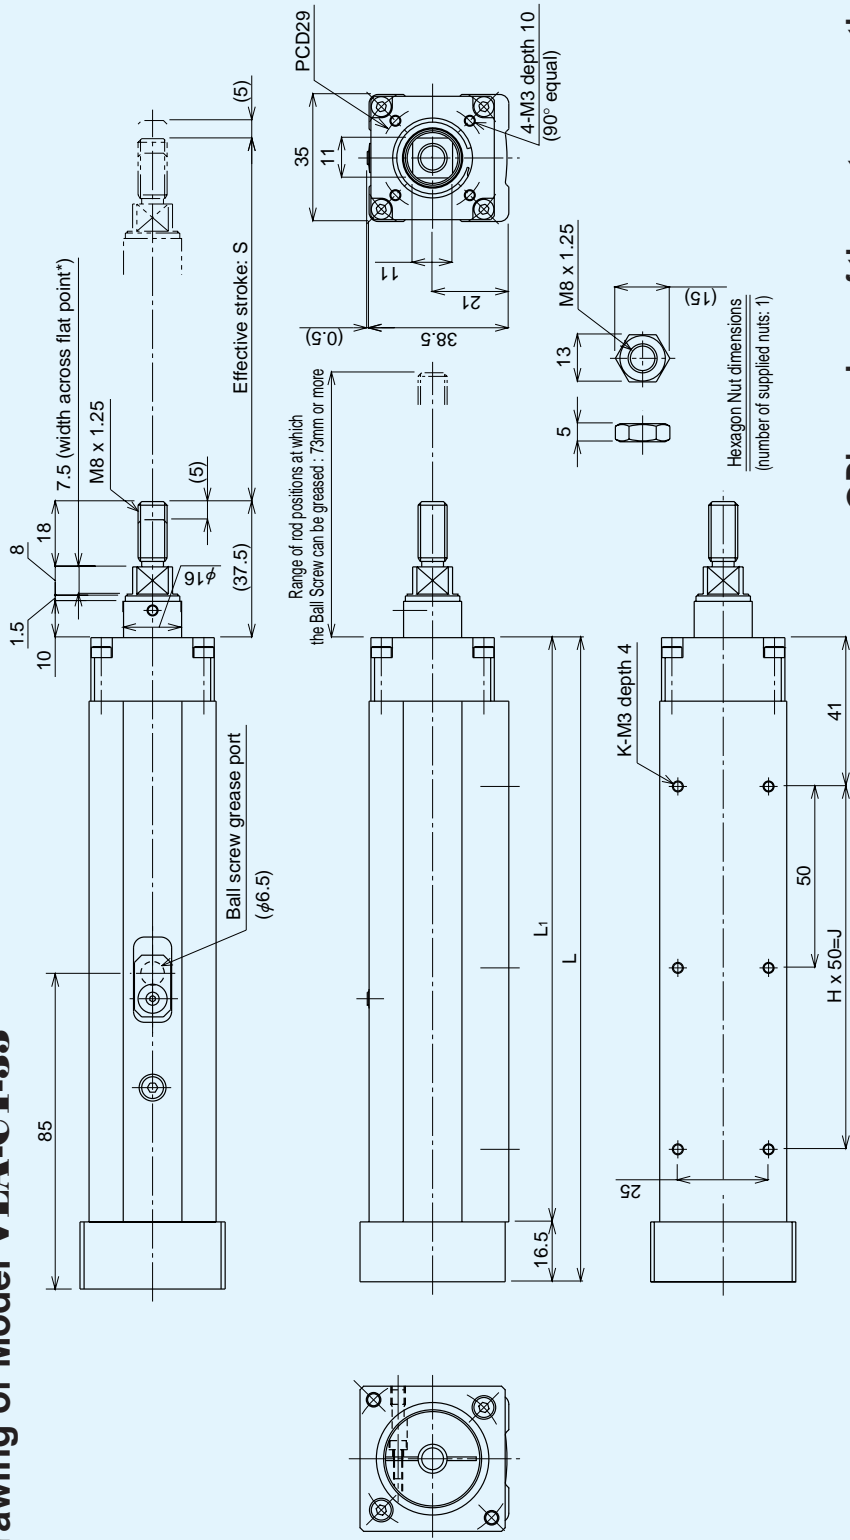 Drawing of Model VLA-ST-35
85
Ball screw grease port
(φ6.5)
10
1.5
8
18
7.5 (width across flat point*)
M8 x 1.25
(5)
φ16
(37.5)
Effective stroke: S
(5)
16.5
L1
L
Range of rod positions at which
the Ball Screw can be greased : 73mm or more
(0.5)
38.5
21
11
35
11
PCD29
4-M3 depth 10
(90° equal)
25
K-M3 depth 4
50
H x 50=J
41
5
13
M8 x 1.25
(15)
Hexagon Nut dimensions
(number of supplied nuts: 1)